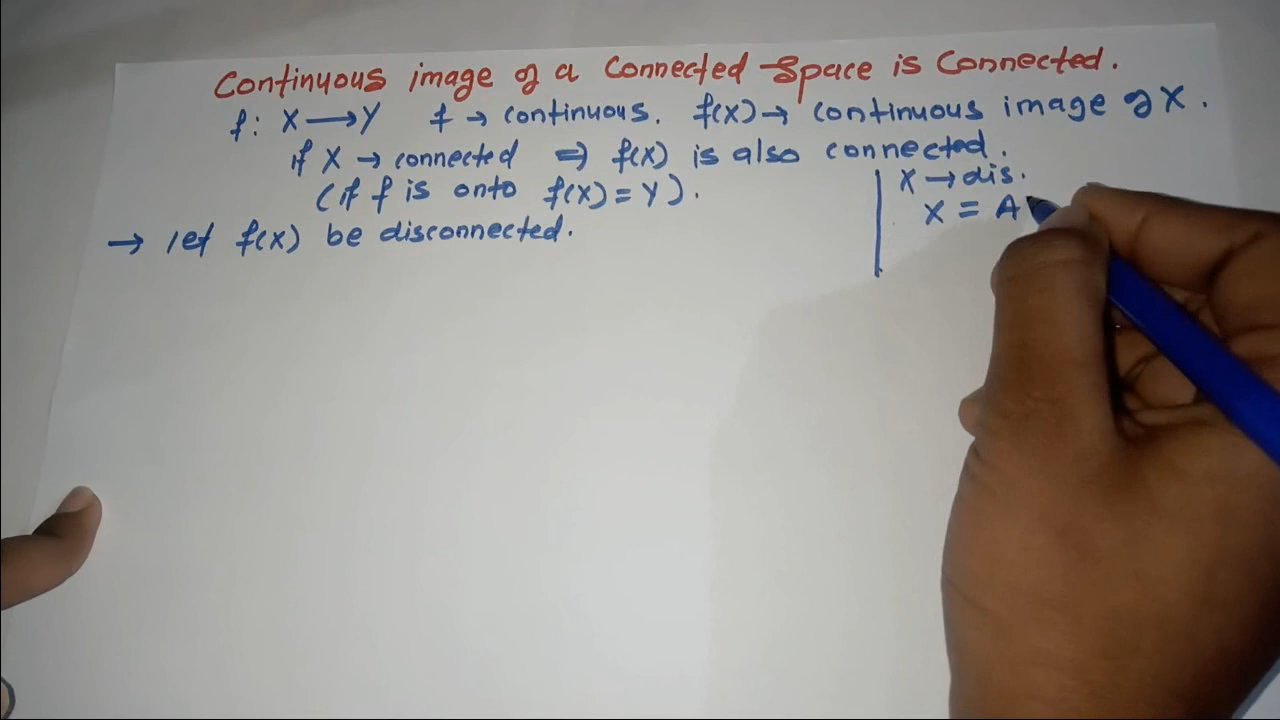 Continuous image of a Connected Space is Connected.
f: X ⟶ Y f → continuous. f(X) → continuous image of X.
if X → connected ⇒ f(X) is also connected.
(if f is onto f(X) = Y).
X → dis.
X = A
→ let f(X) be disconnected.